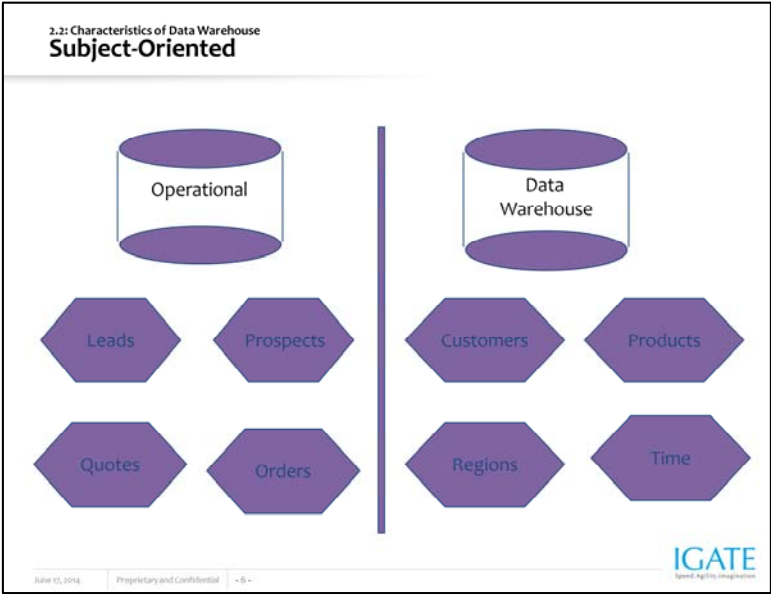 2.2: Characteristics of Data Warehouse
Subject-Oriented
Operational
Data
Warehouse
Leads
Prospects
Customers
Products
Quotes
Orders
Regions
Time
IGATE
Speed.Agility.Imagination
June 17, 2014
Proprietary and Confidential
- 6 -